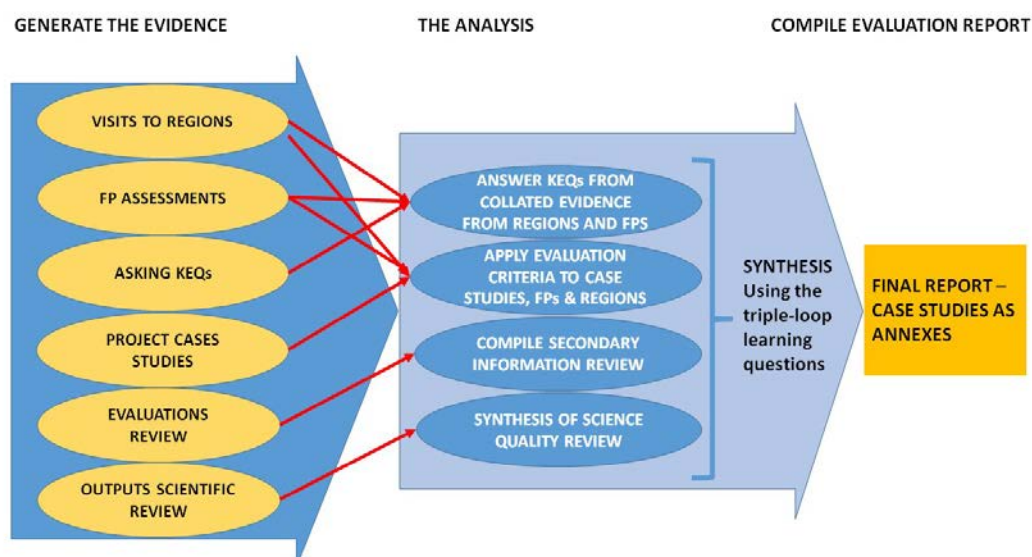 GENERATE THE EVIDENCE
THE ANALYSIS
COMPILE EVALUATION REPORT
VISITS TO REGIONS
FP ASSESSMENTS
ASKING KEQs
PROJECT CASES
STUDIES
EVALUATIONS
REVIEW
OUTPUTS SCIENTIFIC
REVIEW
ANSWER KEQs FROM
COLLATED EVIDENCE
FROM REGIONS AND FPS
APPLY EVALUATION
CRITERIA TO CASE
STUDIES, FPs & REGIONS
COMPILE SECONDARY
INFORMATION REVIEW
SYNTHESIS OF SCIENCE
QUALITY REVIEW
SYNTHESIS
Using the
triple-loop
learning
questions
FINAL REPORT –
CASE STUDIES AS
ANNEXES